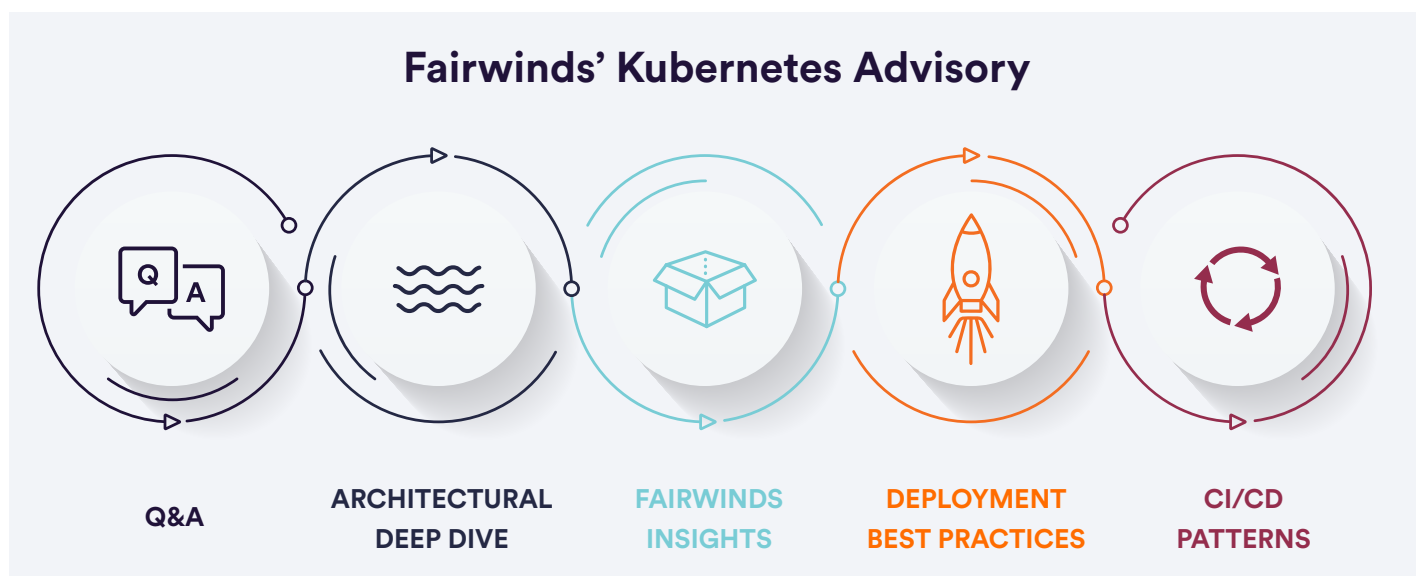 Fairwinds’ Kubernetes Advisory
Q
A
Q&A
ARCHITECTURAL
DEEP DIVE
FAIRWINDS
INSIGHTS
DEPLOYMENT
BEST PRACTICES
CI/CD
PATTERNS